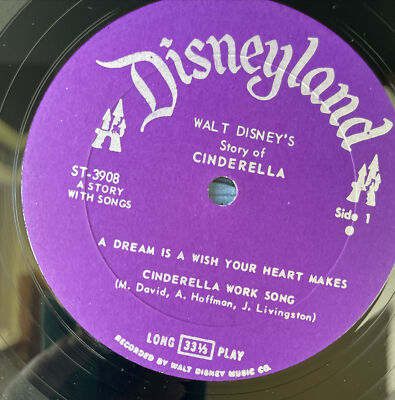 Disneyland
WALT DISNEY'S
Story of
CINDERELLA
ST-3908
A STORY
WITH SONGS
Side 1
A DREAM IS A WISH YOUR HEART MAKES
CINDERELLA WORK SONG
(M. David, A. Hoffman, J. Livingston)
LONG 33⅓ PLAY
RECORDED BY WALT DISNEY MUSIC CO.